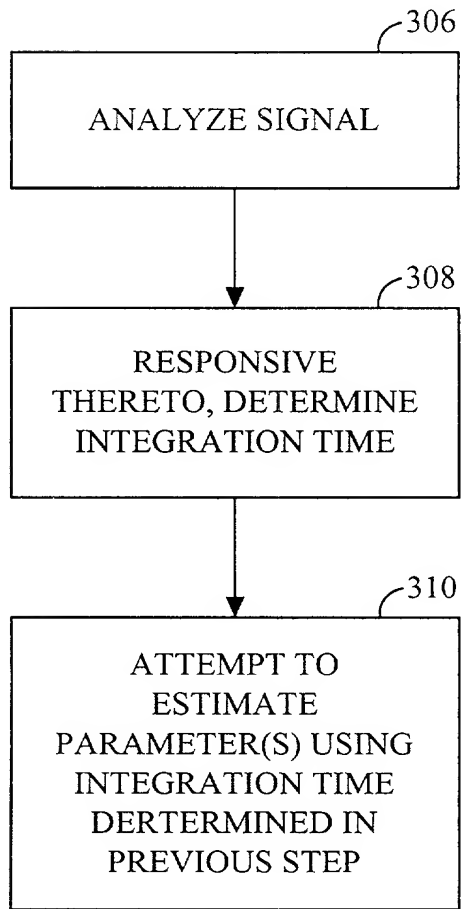 306
ANALYZE SIGNAL
308
RESPONSIVE
THERETO, DETERMINE
INTEGRATION TIME
310
ATTEMPT TO
ESTIMATE
PARAMETER(S) USING
INTEGRATION TIME
DERTERMINED IN
PREVIOUS STEP